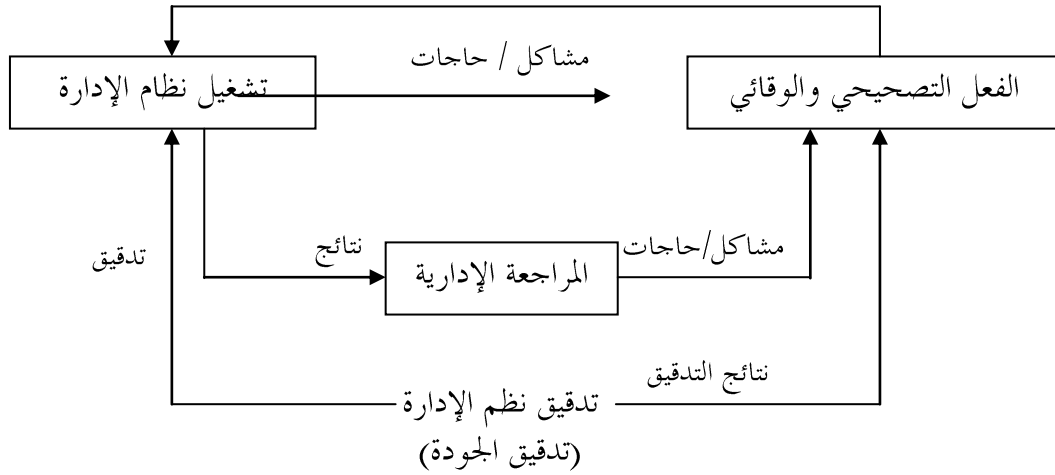 مشاكل / حاجات
الفعل التصحيحي والوقائي
تشغيل نظام الإدارة
مشاكل/حاجات
نتائج
تدقيق
المراجعة الإدارية
نتائج التدقيق
تدقيق نظم الإدارة
(تدقيق الجودة)